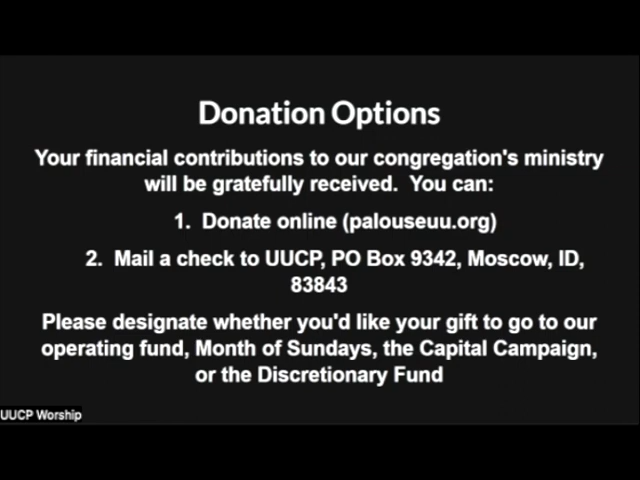 Donation Options
Your financial contributions to our congregation's ministry
will be gratefully received.  You can:
1.  Donate online (palouseuu.org)
2.  Mail a check to UUCP, PO Box 9342, Moscow, ID,
83843
Please designate whether you'd like your gift to go to our
operating fund, Month of Sundays, the Capital Campaign,
or the Discretionary Fund
UUCP Worship